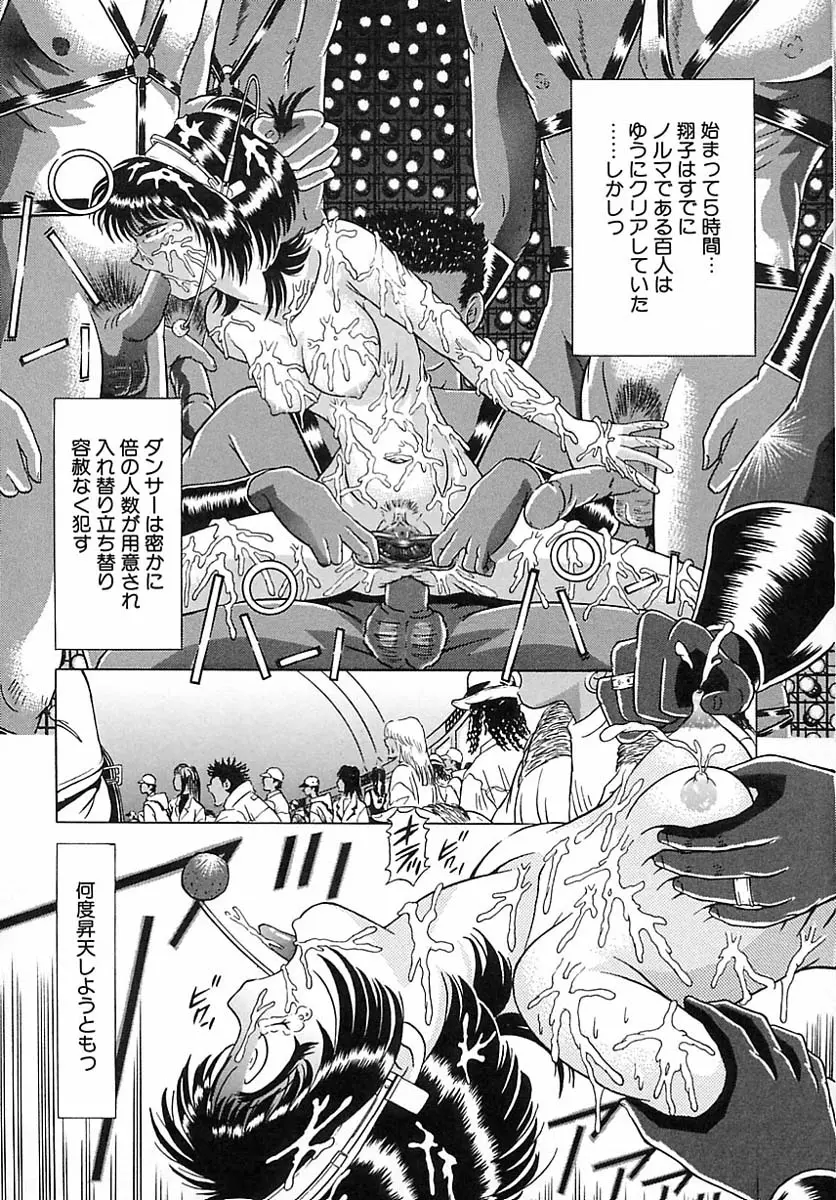 始まって５時間…
翔子はすでに
ノルマである百人は
ゆうにクリアしていた
……しかしっ
ダンサーは密かに
倍の人数が用意され
入れ替り立ち替り
容赦なく犯す
何度昇天しようともっ
アアアッ